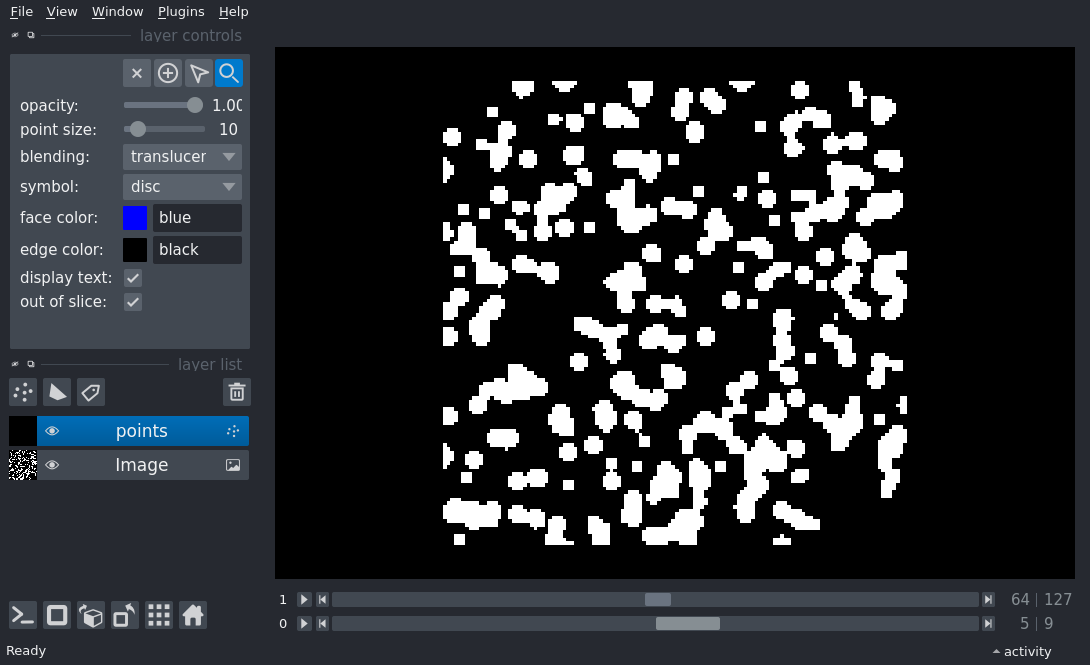 File View Window Plugins Help
layer controls
opacity: 1.00
point size: 10
blending: translucer
symbol: disc
face color: blue
edge color: black
display text:
out of slice:
layer list
points
Image
1 64 | 127
0 5 | 9
Ready activity